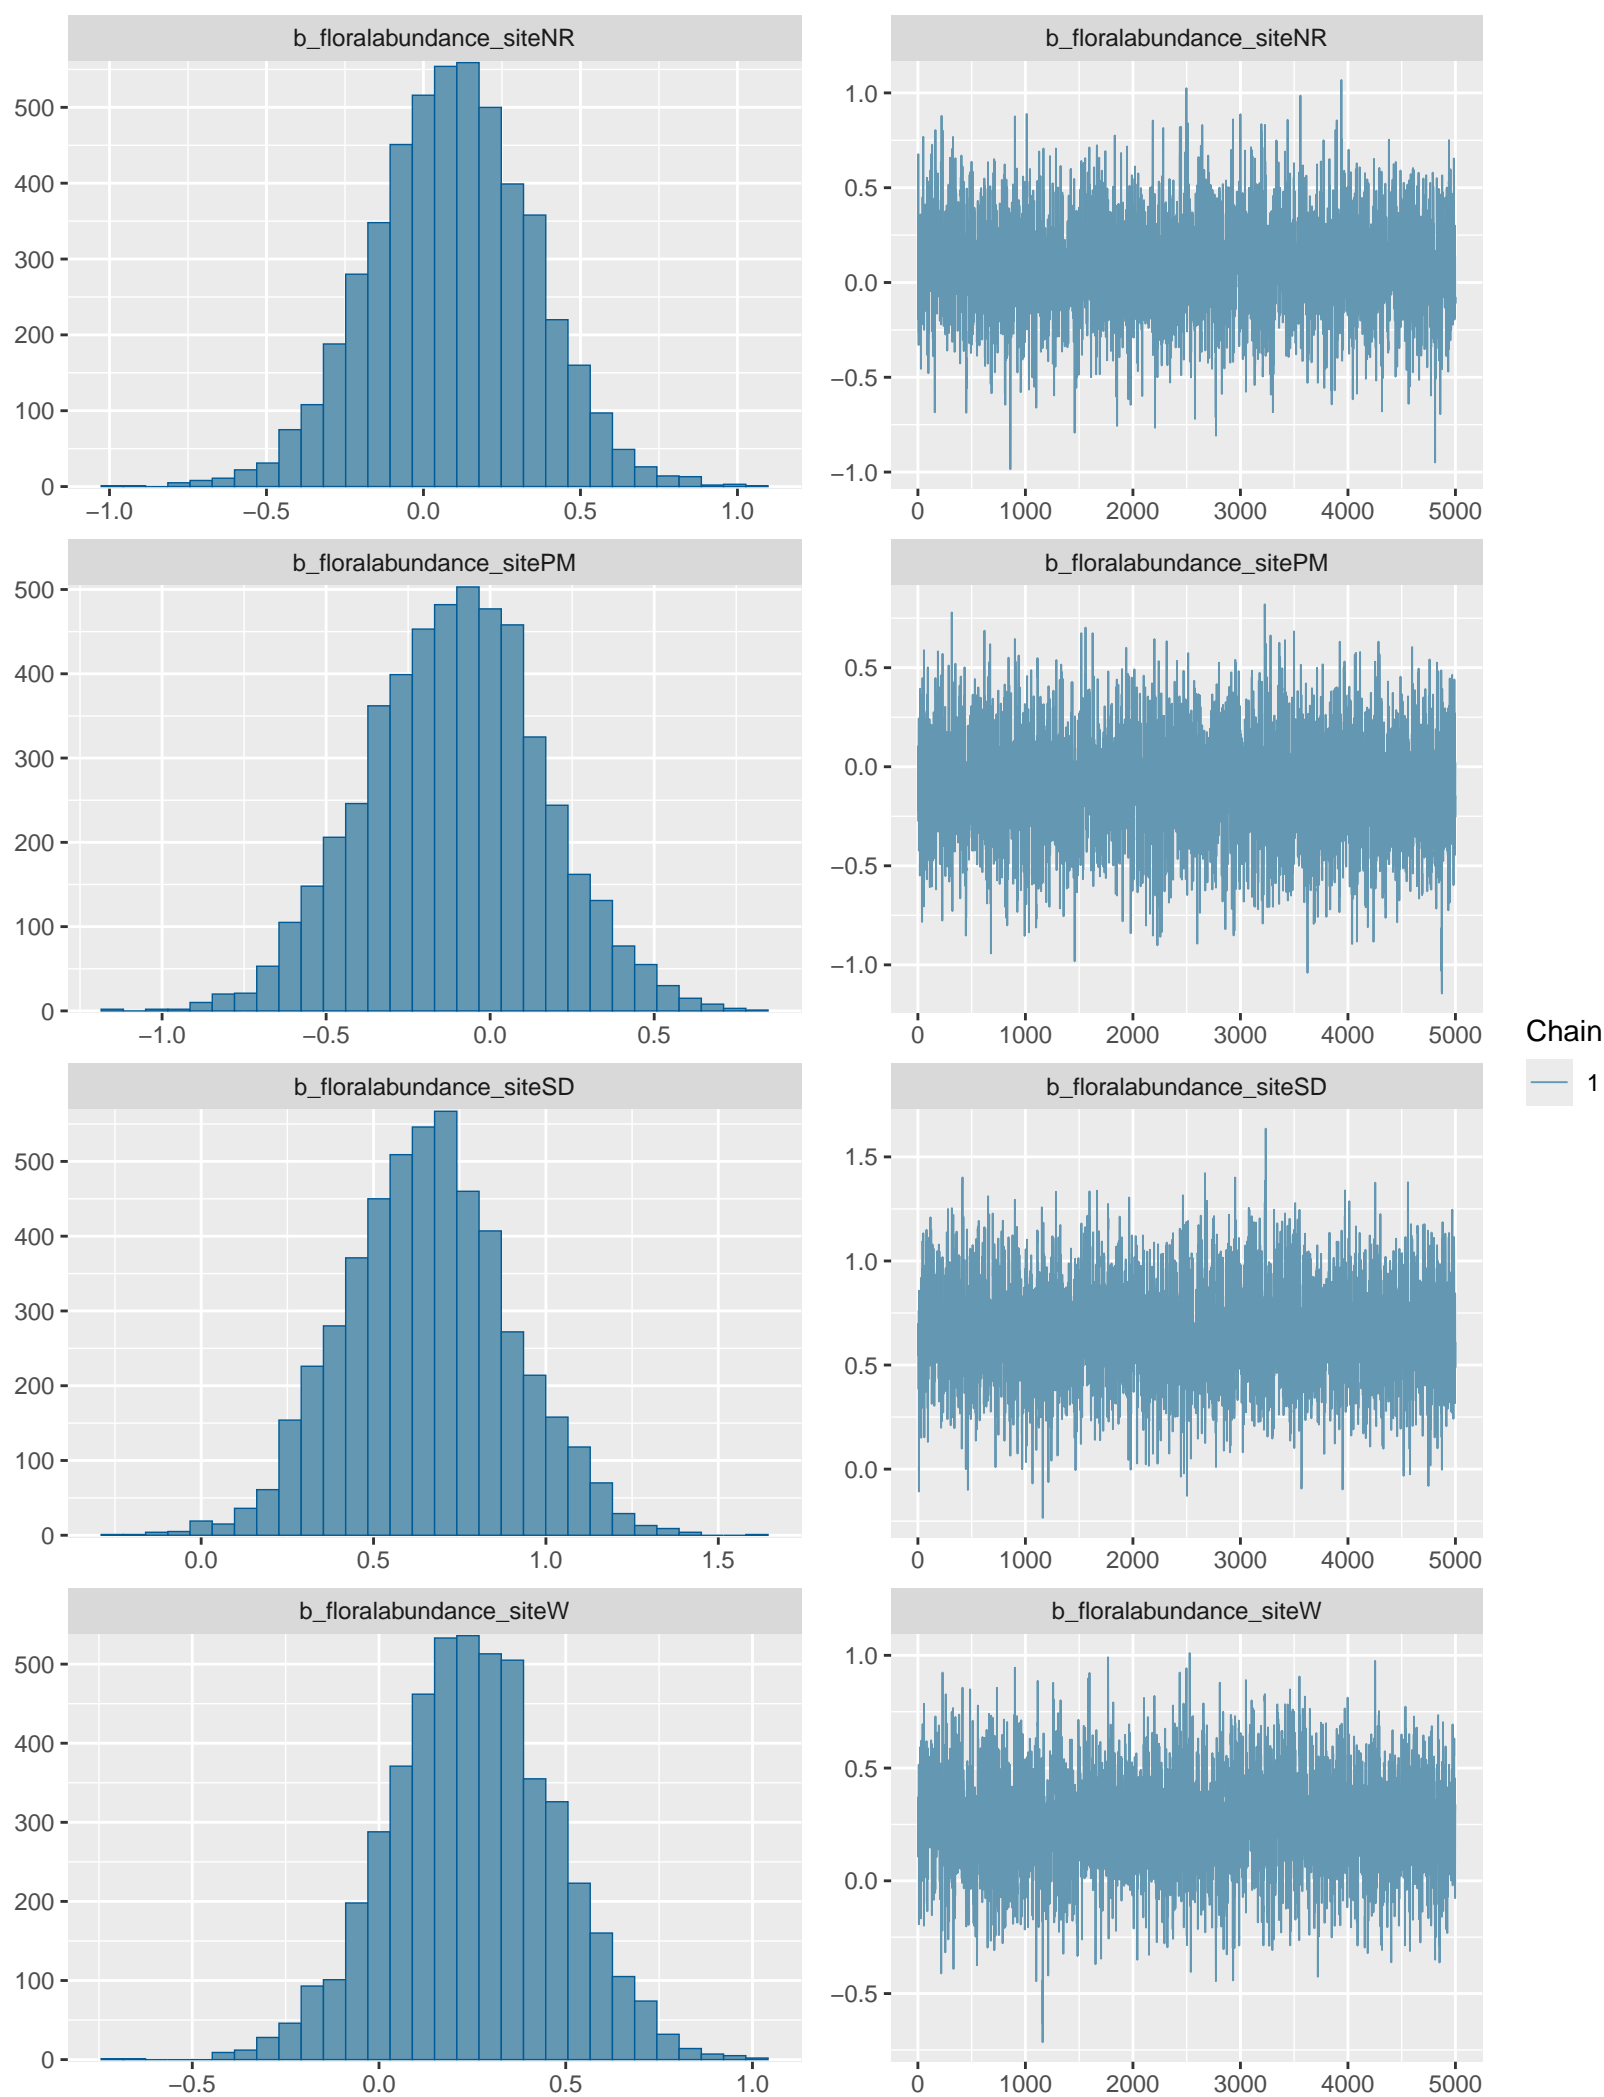 b_floralabundance_siteNR
500
400
300
200
100
0
−1.0 −0.5 0.0 0.5 1.0
b_floralabundance_siteNR
1.0
0.5
0.0
−0.5
−1.0
0 1000 2000 3000 4000 5000
b_floralabundance_sitePM
500
400
300
200
100
0
−1.0 −0.5 0.0 0.5
b_floralabundance_sitePM
0.5
0.0
−0.5
−1.0
0 1000 2000 3000 4000 5000
b_floralabundance_siteSD
500
400
300
200
100
0
0.0 0.5 1.0 1.5
b_floralabundance_siteSD
1.5
1.0
0.5
0.0
0 1000 2000 3000 4000 5000
b_floralabundance_siteW
500
400
300
200
100
0
−0.5 0.0 0.5 1.0
b_floralabundance_siteW
1.0
0.5
0.0
−0.5
0 1000 2000 3000 4000 5000
Chain
1